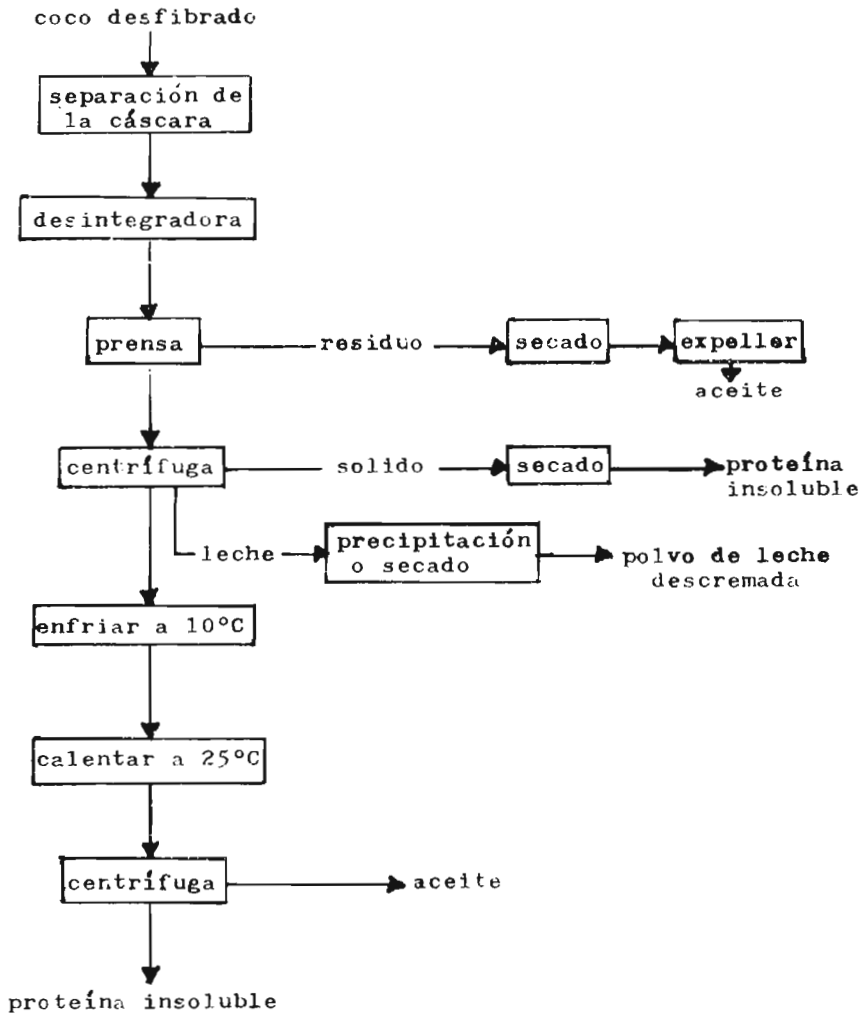 coco desfibrado
separación de
la cáscara
desintegradora
prensa
residuo
secado
expeller
aceite
centrífuga
solido
secado
proteína
insoluble
leche
precipitación
o secado
polvo de leche
descremada
enfriar a 10°C
calentar a 25°C
centrífuga
aceite
proteína insoluble